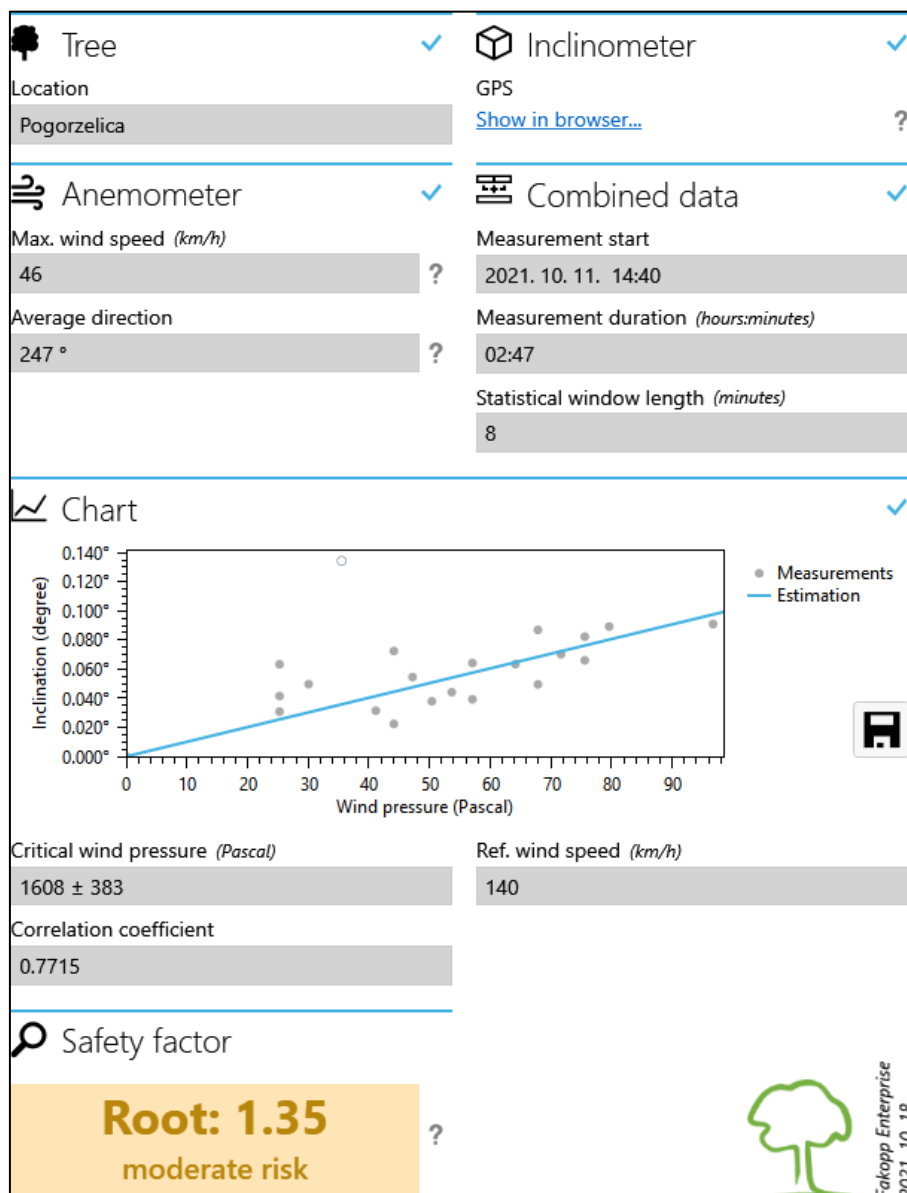 Tree
Location
Pogorzelica
Inclinometer
GPS
Show in browser...
?
Anemometer
Max. wind speed (km/h)
46
?
Average direction
247 °
?
Combined data
Measurement start
2021. 10. 11. 14:40
Measurement duration (hours:minutes)
02:47
Statistical window length (minutes)
8
Chart
0.140°
0.120°
0.100°
0.080°
0.060°
0.040°
0.020°
0.000°
Inclination (degree)
0 10 20 30 40 50 60 70 80 90
Wind pressure (Pascal)
Measurements
Estimation
Critical wind pressure (Pascal)
1608 ± 383
Ref. wind speed (km/h)
140
Correlation coefficient
0.7715
Safety factor
Root: 1.35
moderate risk
?
Fakopp Enterprise
2021. 10. 18